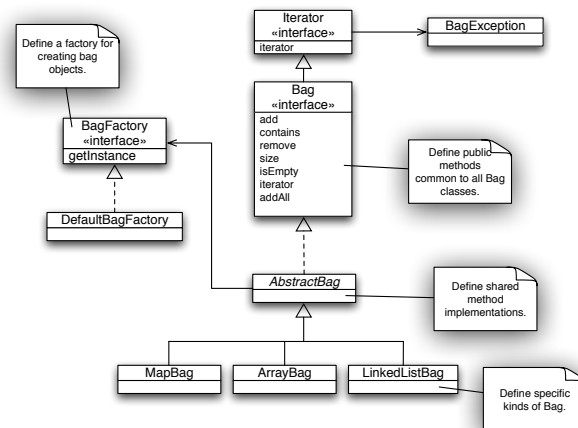 Iterator
«interface»
iterator
BagException
Define a factory for
creating bag
objects.
Bag
«interface»
add
contains
remove
size
isEmpty
iterator
addAll
BagFactory
«interface»
getInstance
Define public
methods
common to all Bag
classes.
DefaultBagFactory
AbstractBag
Define shared
method
implementations.
MapBag
ArrayBag
LinkedListBag
Define specific
kinds of Bag.